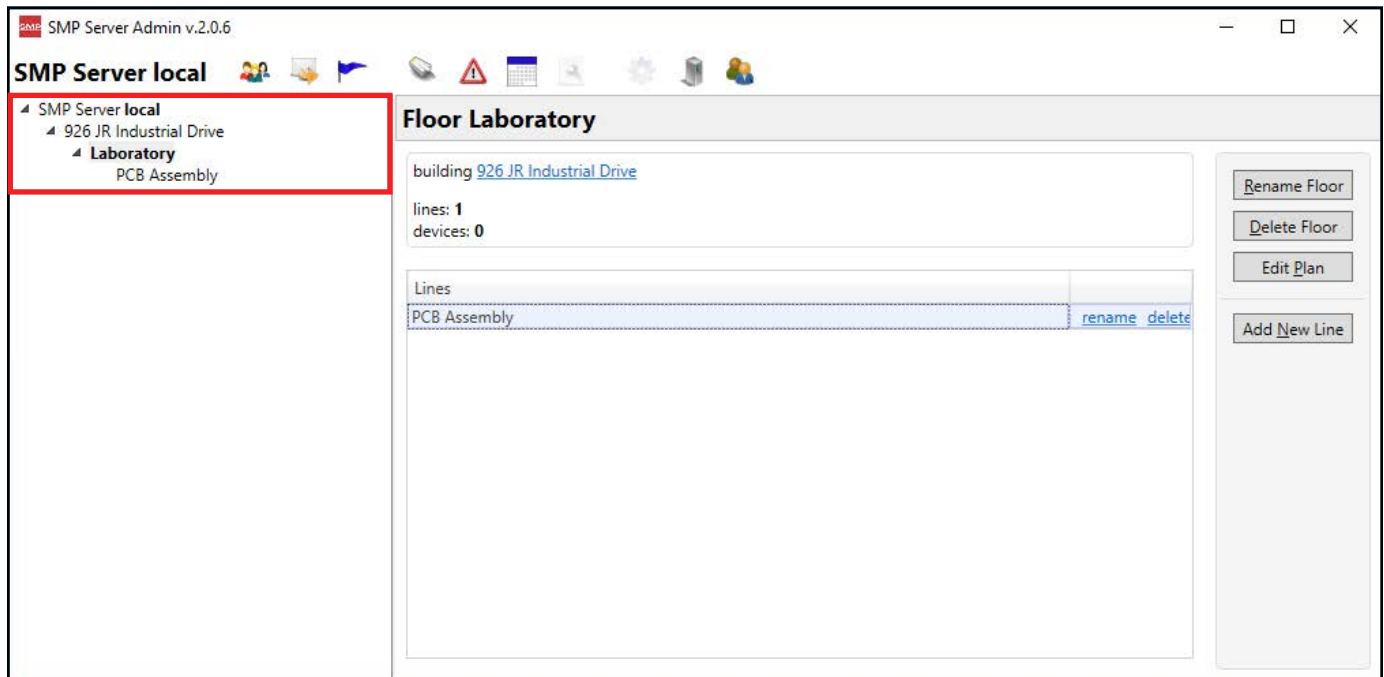 SMP SMP Server Admin v.2.0.6
SMP Server local
SMP Server local
926 JR Industrial Drive
Laboratory
PCB Assembly
Floor Laboratory
building 926 JR Industrial Drive
lines: 1
devices: 0
Lines
PCB Assembly rename delete
Rename Floor
Delete Floor
Edit Plan
Add New Line